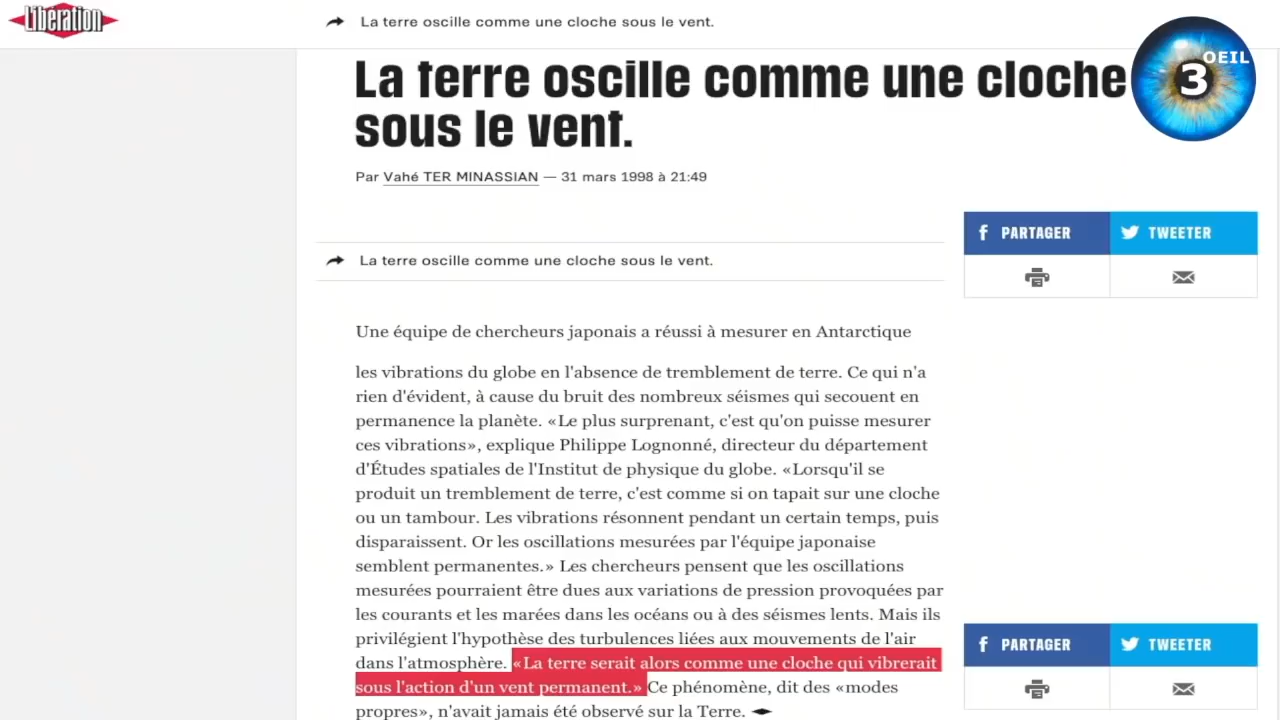 Libération
La terre oscille comme une cloche sous le vent.
OEIL
3
La terre oscille comme une cloche
sous le vent.
Par Vahé TER MINASSIAN — 31 mars 1998 à 21:49
PARTAGER
TWEETER
La terre oscille comme une cloche sous le vent.
Une équipe de chercheurs japonais a réussi à mesurer en Antarctique
les vibrations du globe en l'absence de tremblement de terre. Ce qui n'a
rien d'évident, à cause du bruit des nombreux séismes qui secouent en
permanence la planète. «Le plus surprenant, c'est qu'on puisse mesurer
ces vibrations», explique Philippe Lognonné, directeur du département
d'Études spatiales de l'Institut de physique du globe. «Lorsqu'il se
produit un tremblement de terre, c'est comme si on tapait sur une cloche
ou un tambour. Les vibrations résonnent pendant un certain temps, puis
disparaissent. Or les oscillations mesurées par l'équipe japonaise
semblent permanentes.» Les chercheurs pensent que les oscillations
mesurées pourraient être dues aux variations de pression provoquées par
les courants et les marées dans les océans ou à des séismes lents. Mais ils
privilégient l'hypothèse des turbulences liées aux mouvements de l'air
dans l'atmosphère. «La terre serait alors comme une cloche qui vibrerait
sous l'action d'un vent permanent.» Ce phénomène, dit des «modes
propres», n'avait jamais été observé sur la Terre.
PARTAGER
TWEETER